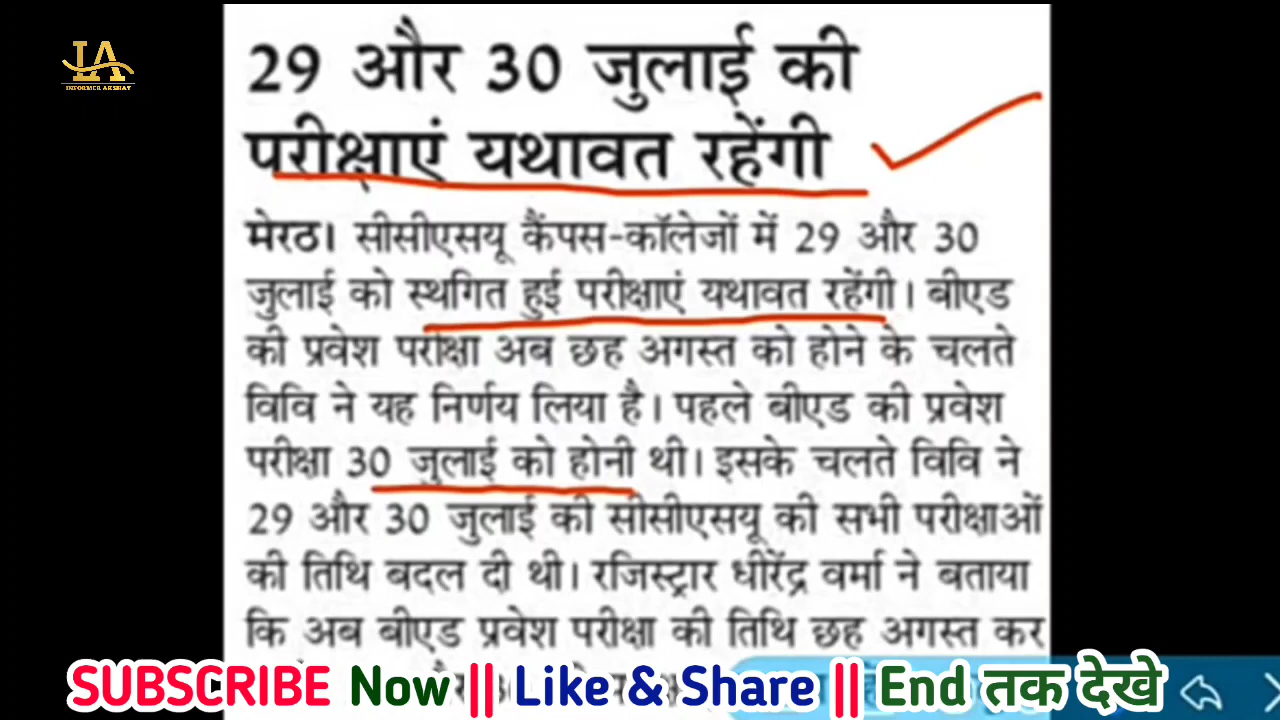 IA
INFORMER AKSHAY
29 और 30 जुलाई की
परीक्षाएं यथावत रहेंगी
मेरठ। सीसीएसयू कैंपस-कॉलेजों में 29 और 30
जुलाई को स्थगित हुई परीक्षाएं यथावत रहेंगी। बीएड
की प्रवेश परीक्षा अब छह अगस्त को होने के चलते
विवि ने यह निर्णय लिया है। पहले बीएड की प्रवेश
परीक्षा 30 जुलाई को होनी थी। इसके चलते विवि ने
29 और 30 जुलाई की सीसीएसयू की सभी परीक्षाओं
की तिथि बदल दी थी। रजिस्ट्रार धीरेंद्र वर्मा ने बताया
कि अब बीएड प्रवेश परीक्षा की तिथि छह अगस्त कर
SUBSCRIBE Now || Like & Share || End तक देखे